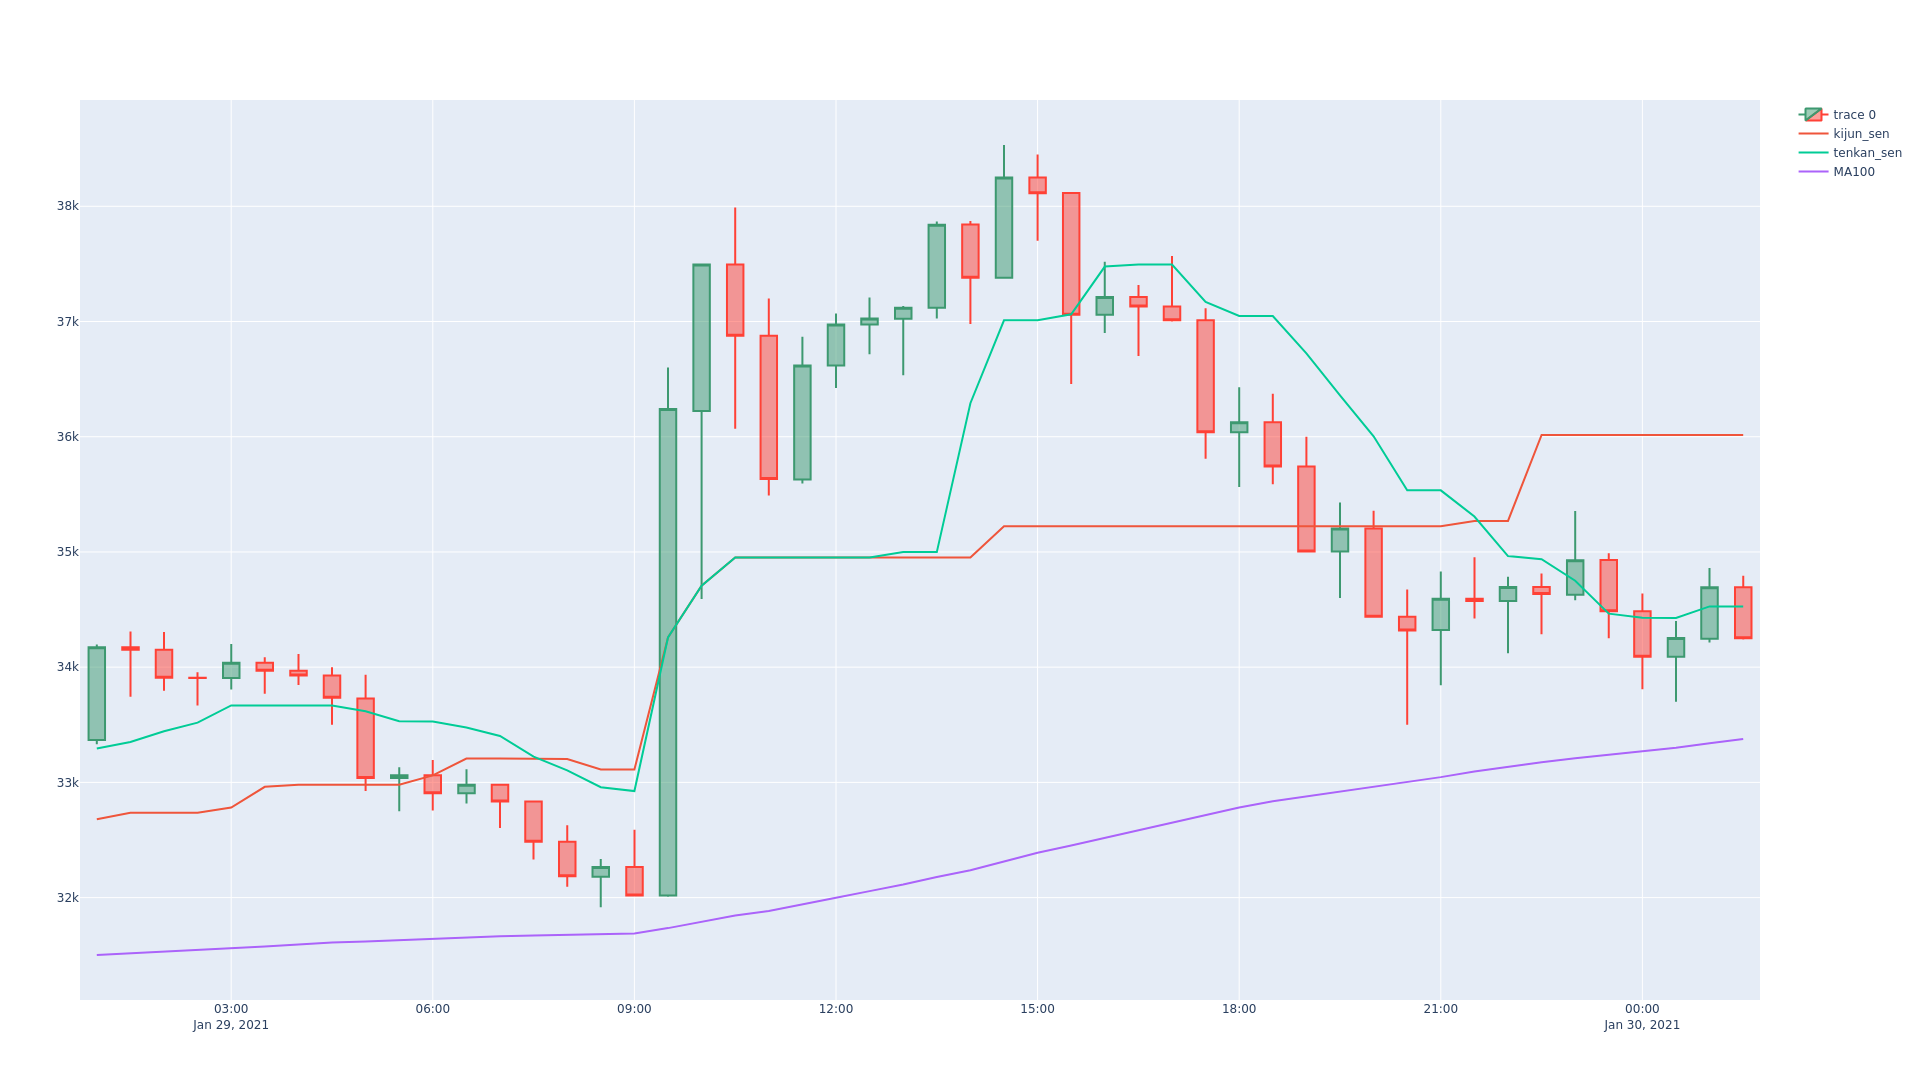 trace 0
kijun_sen
tenkan_sen
MA100
38k
37k
36k
35k
34k
33k
32k
03:00 06:00 09:00 12:00 15:00 18:00 21:00 00:00
Jan 29, 2021 Jan 30, 2021